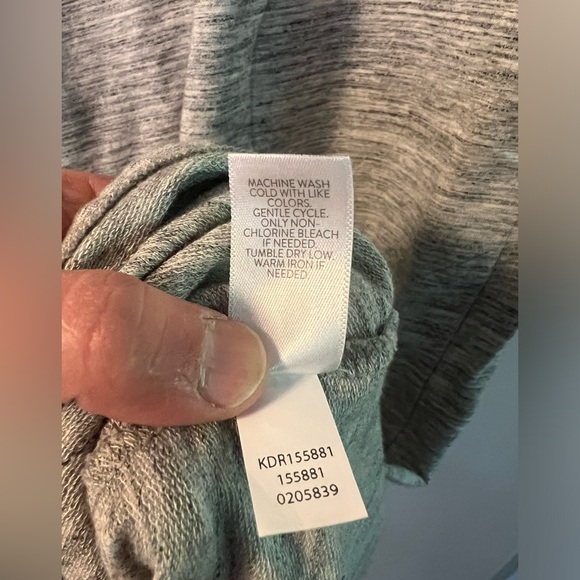 MACHINE WASH
COLD WITH LIKE
COLORS.
GENTLE CYCLE.
ONLY NON-
CHLORINE BLEACH
IF NEEDED.
TUMBLE DRY LOW.
WARM IRON IF
NEEDED
KDR155881
155881
0205839